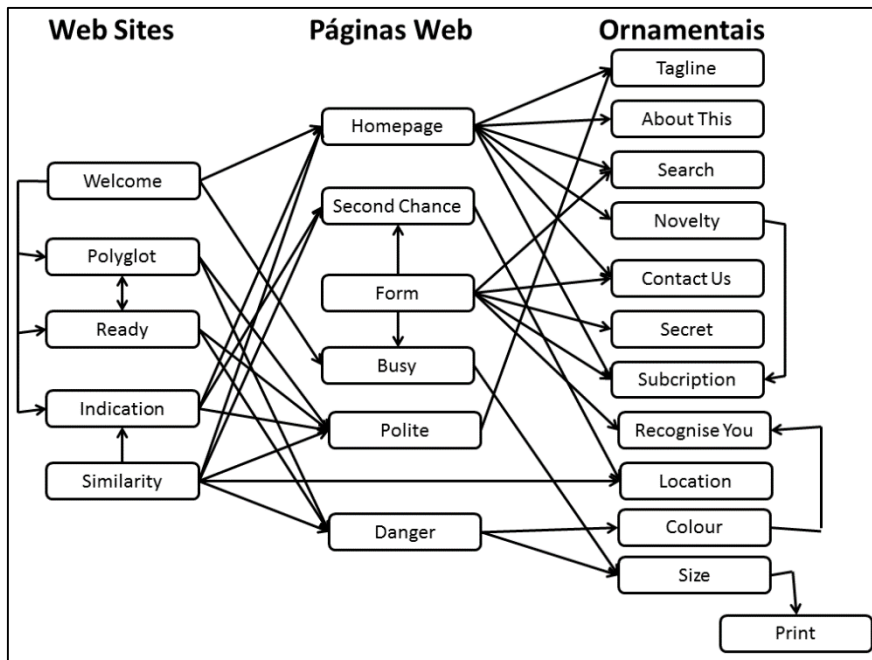 Web Sites
Páginas Web
Ornamentais
Welcome
Polyglot
Ready
Indication
Similarity
Homepage
Second Chance
Form
Busy
Polite
Danger
Tagline
About This
Search
Novelty
Contact Us
Secret
Subcription
Recognise You
Location
Colour
Size
Print